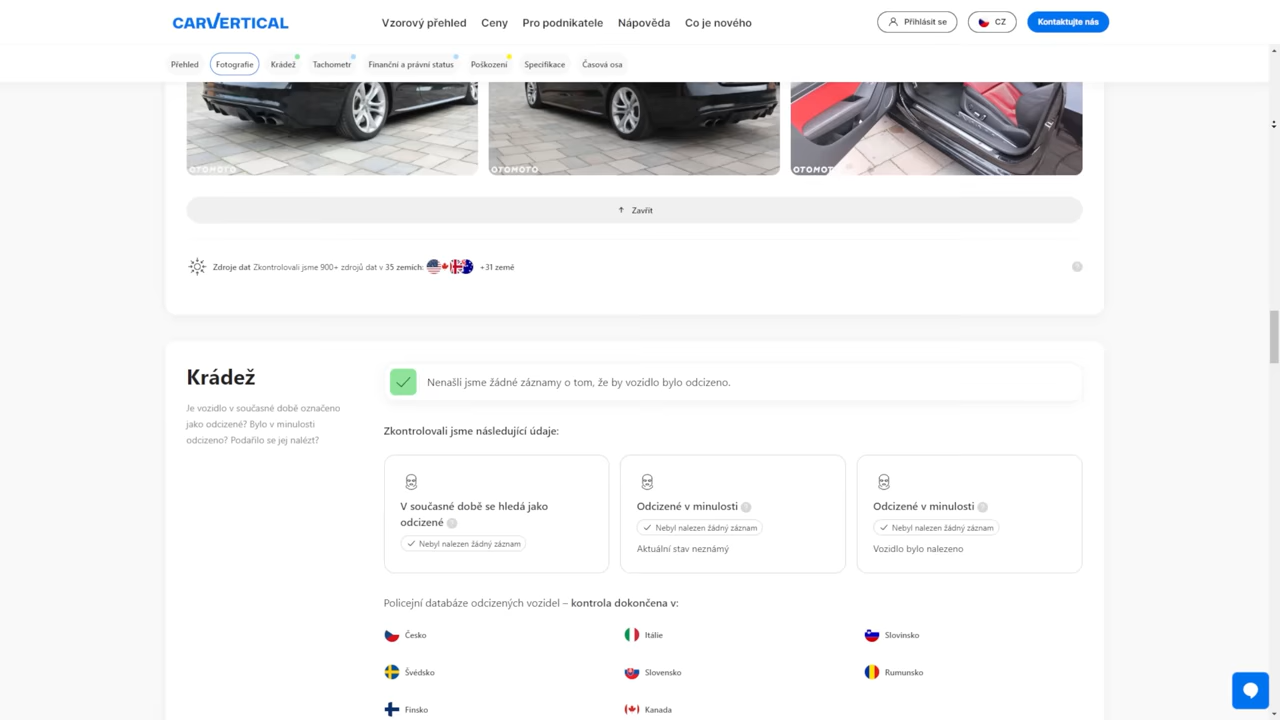 CARVERTICAL
Vzorový přehled Ceny Pro podnikatele Nápověda Co je nového
Přihlásit se
CZ
Kontaktujte nás
Přehled Fotografie Krádež Tachometr Finanční a právní status Poškození Specifikace Časová osa
OTOMOTO
OTOMOTO
OTOMOT
↑ Zavřít
Zdroje dat Zkontrolovali jsme 900+ zdrojů dat v 35 zemích: +31 země
?
Krádež
Je vozidlo v současné době označeno
jako odcizené? Bylo v minulosti
odcizeno? Podařilo se jej nalézt?
Nenašli jsme žádné záznamy o tom, že by vozidlo bylo odcizeno.
Zkontrolovali jsme následující údaje:
V současné době se hledá jako
odcizené ?
Nebyl nalezen žádný záznam
Odcizené v minulosti ?
Nebyl nalezen žádný záznam
Aktuální stav neznámý
Odcizené v minulosti ?
Nebyl nalezen žádný záznam
Vozidlo bylo nalezeno
Policejní databáze odcizených vozidel – kontrola dokončena v:
Česko
Itálie
Slovinsko
Švédsko
Slovensko
Rumunsko
Finsko
Kanada